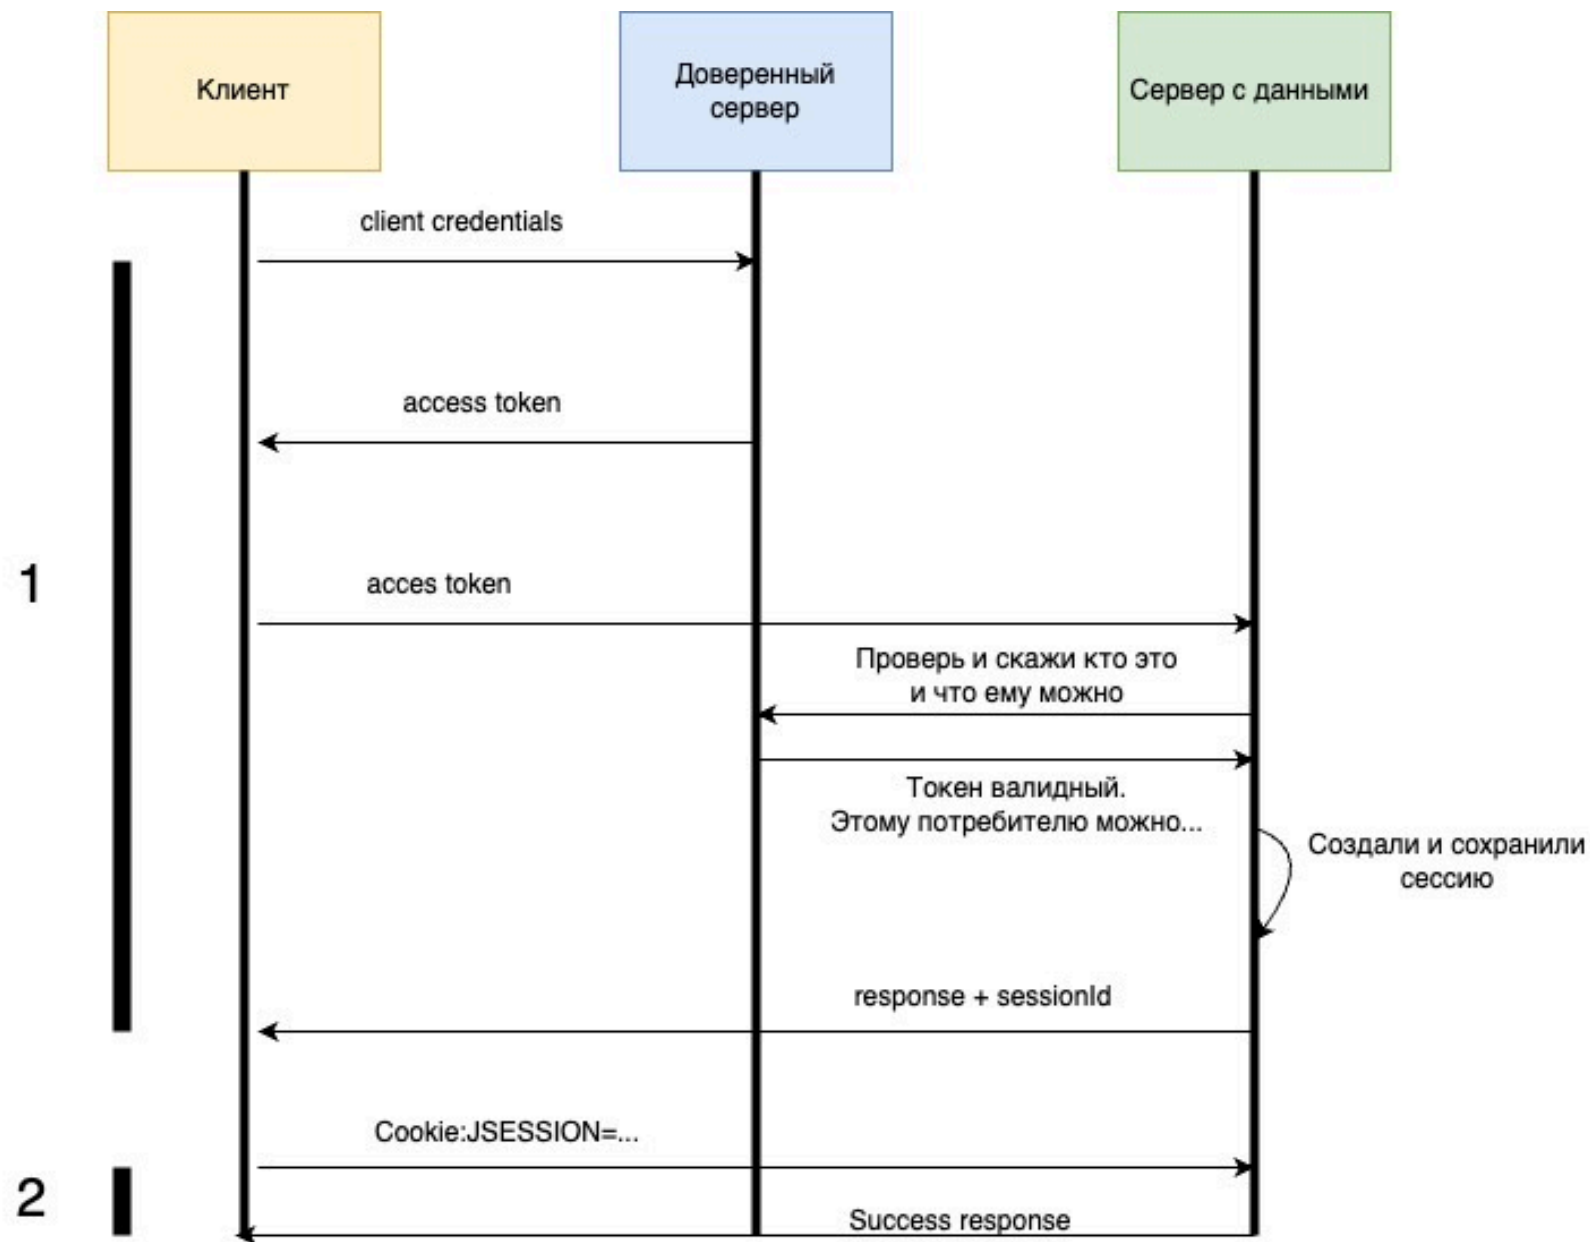 Клиент
Доверенный
сервер
Сервер с данными
client credentials
access token
1
acces token
Проверь и скажи кто это
и что ему можно
Токен валидный.
Этому потребителю можно...
Создали и сохранили
сессию
response + sessionId
Cookie:JSESSION=...
2
Success response